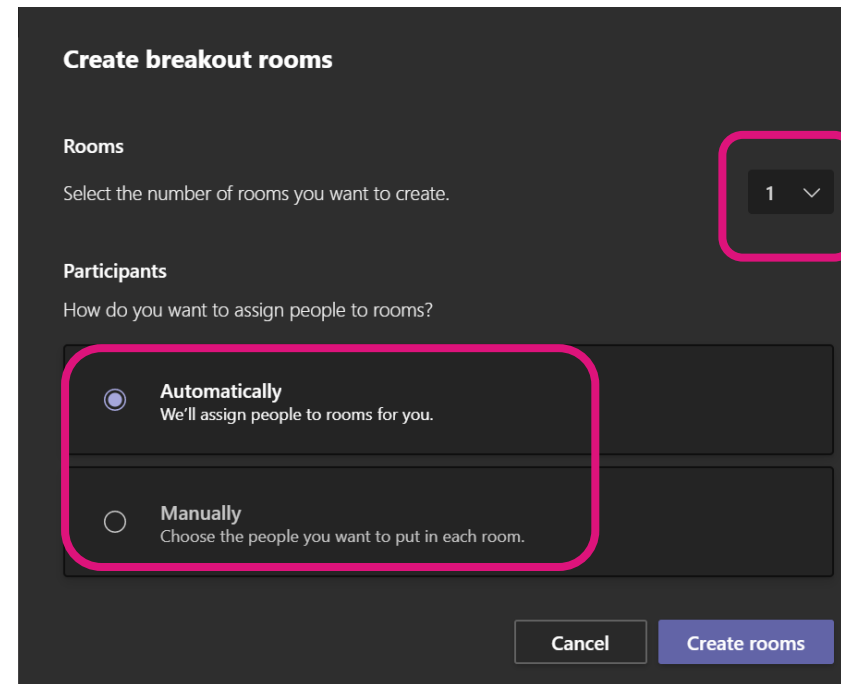 Create breakout rooms
Rooms
Select the number of rooms you want to create.
1
Participants
How do you want to assign people to rooms?
Automatically
We'll assign people to rooms for you.
Manually
Choose the people you want to put in each room.
Cancel
Create rooms